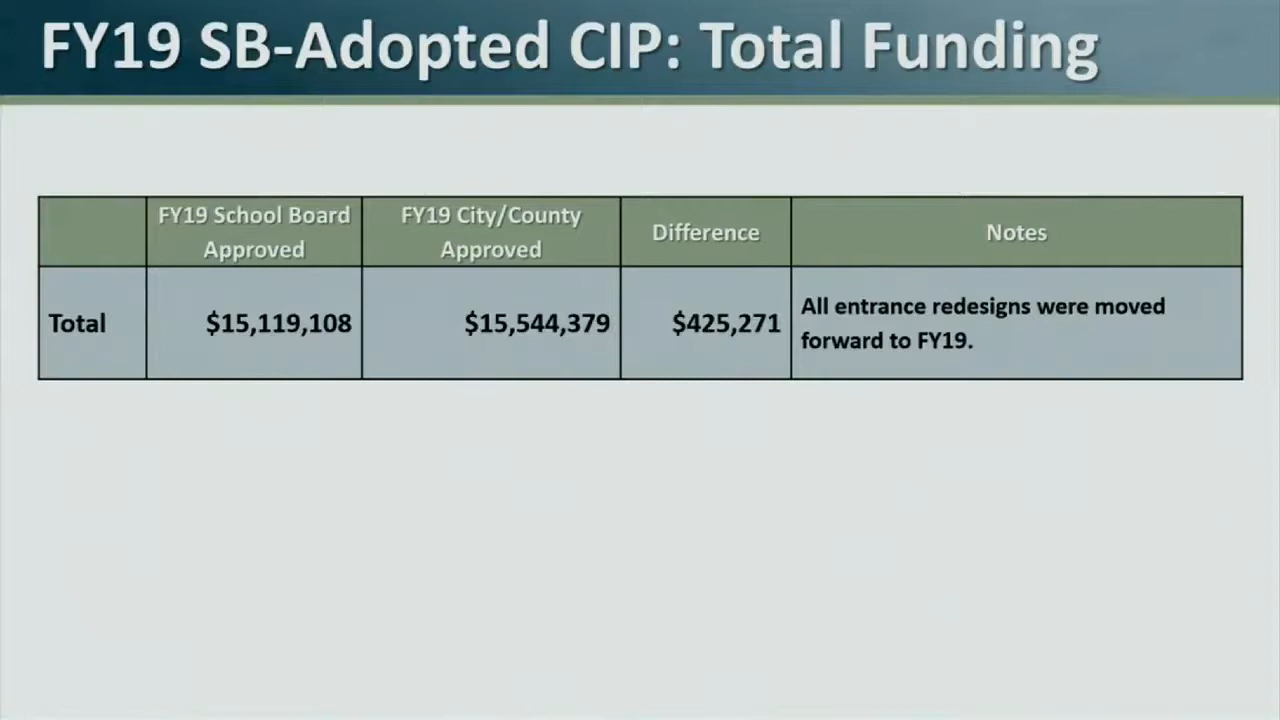 FY19 SB-Adopted CIP: Total Funding
FY19 School Board
Approved
FY19 City/County
Approved
Difference
Notes
Total
$15,119,108
$15,544,379
$425,271
All entrance redesigns were moved
forward to FY19.